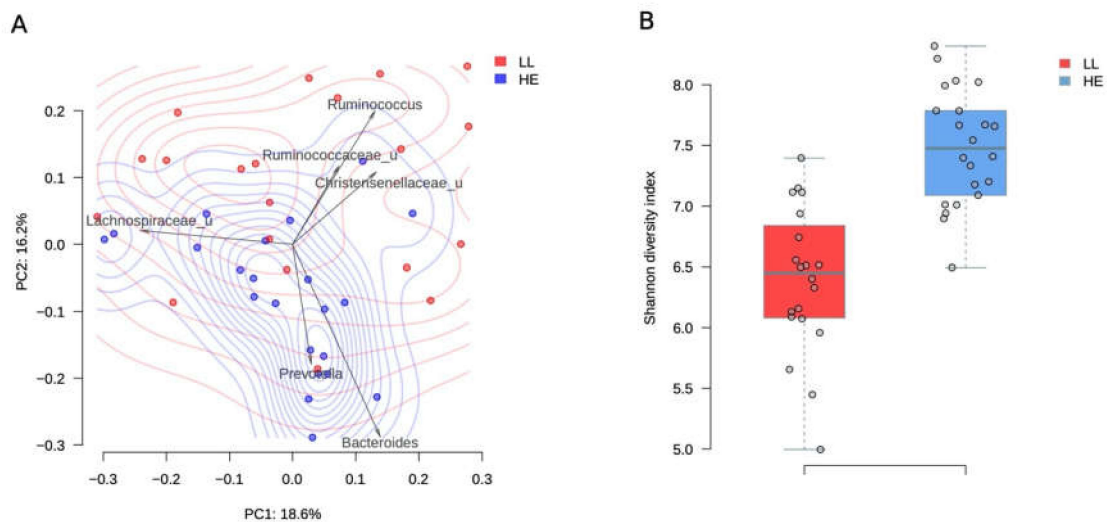 A
LL
HE
0.2
0.1
0.0
−0.1
−0.2
−0.3
PC2: 16.2%
Ruminococcus
Ruminococcaceae_u
Christensenellaceae_u
Lachnospiraceae_u
Prevotella
Bacteroides
−0.3 −0.2 −0.1 0.0 0.1 0.2 0.3
PC1: 18.6%
B
LL
HE
8.0
7.5
7.0
6.5
6.0
5.5
5.0
Shannon diversity index